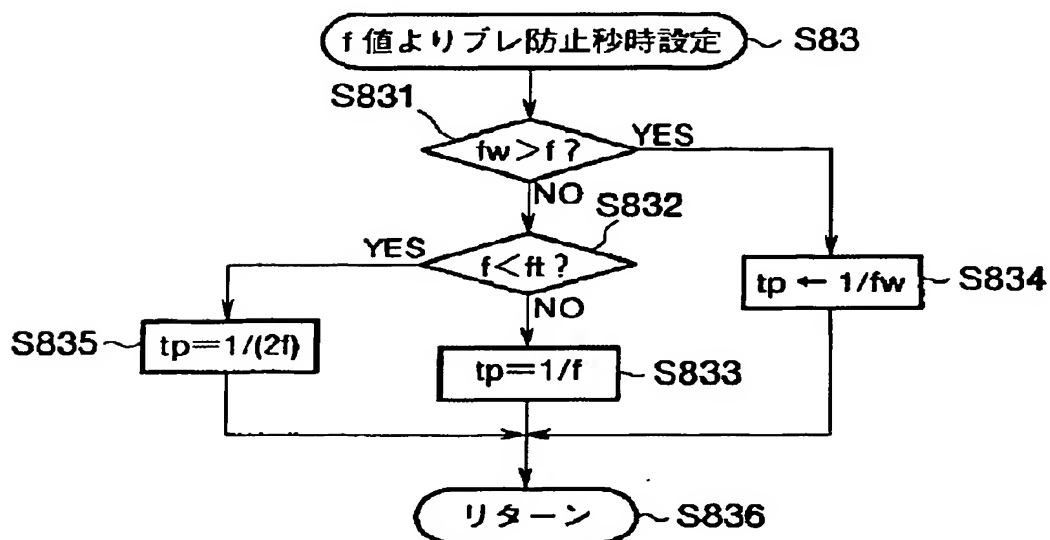 f値よりブレ防止秒時設定
S83
S831
fw>f?
YES
NO
S832
YES
f<ft?
NO
tp ← 1/fw
S834
S835
tp=1/(2f)
tp=1/f
S833
リターン
S836